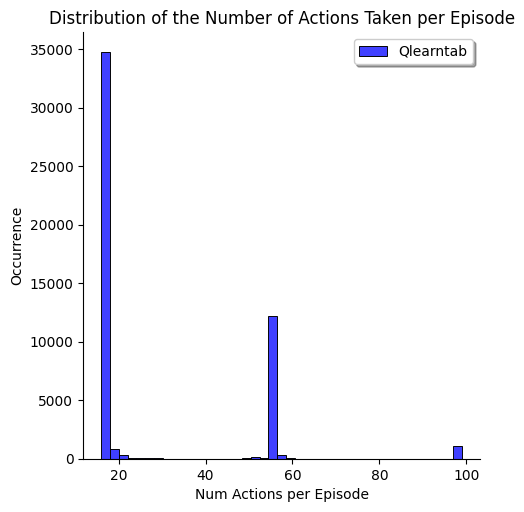 Distribution of the Number of Actions Taken per Episode
Qlearntab
35000
30000
25000
20000
15000
10000
5000
0
Occurrence
20 40 60 80 100
Num Actions per Episode